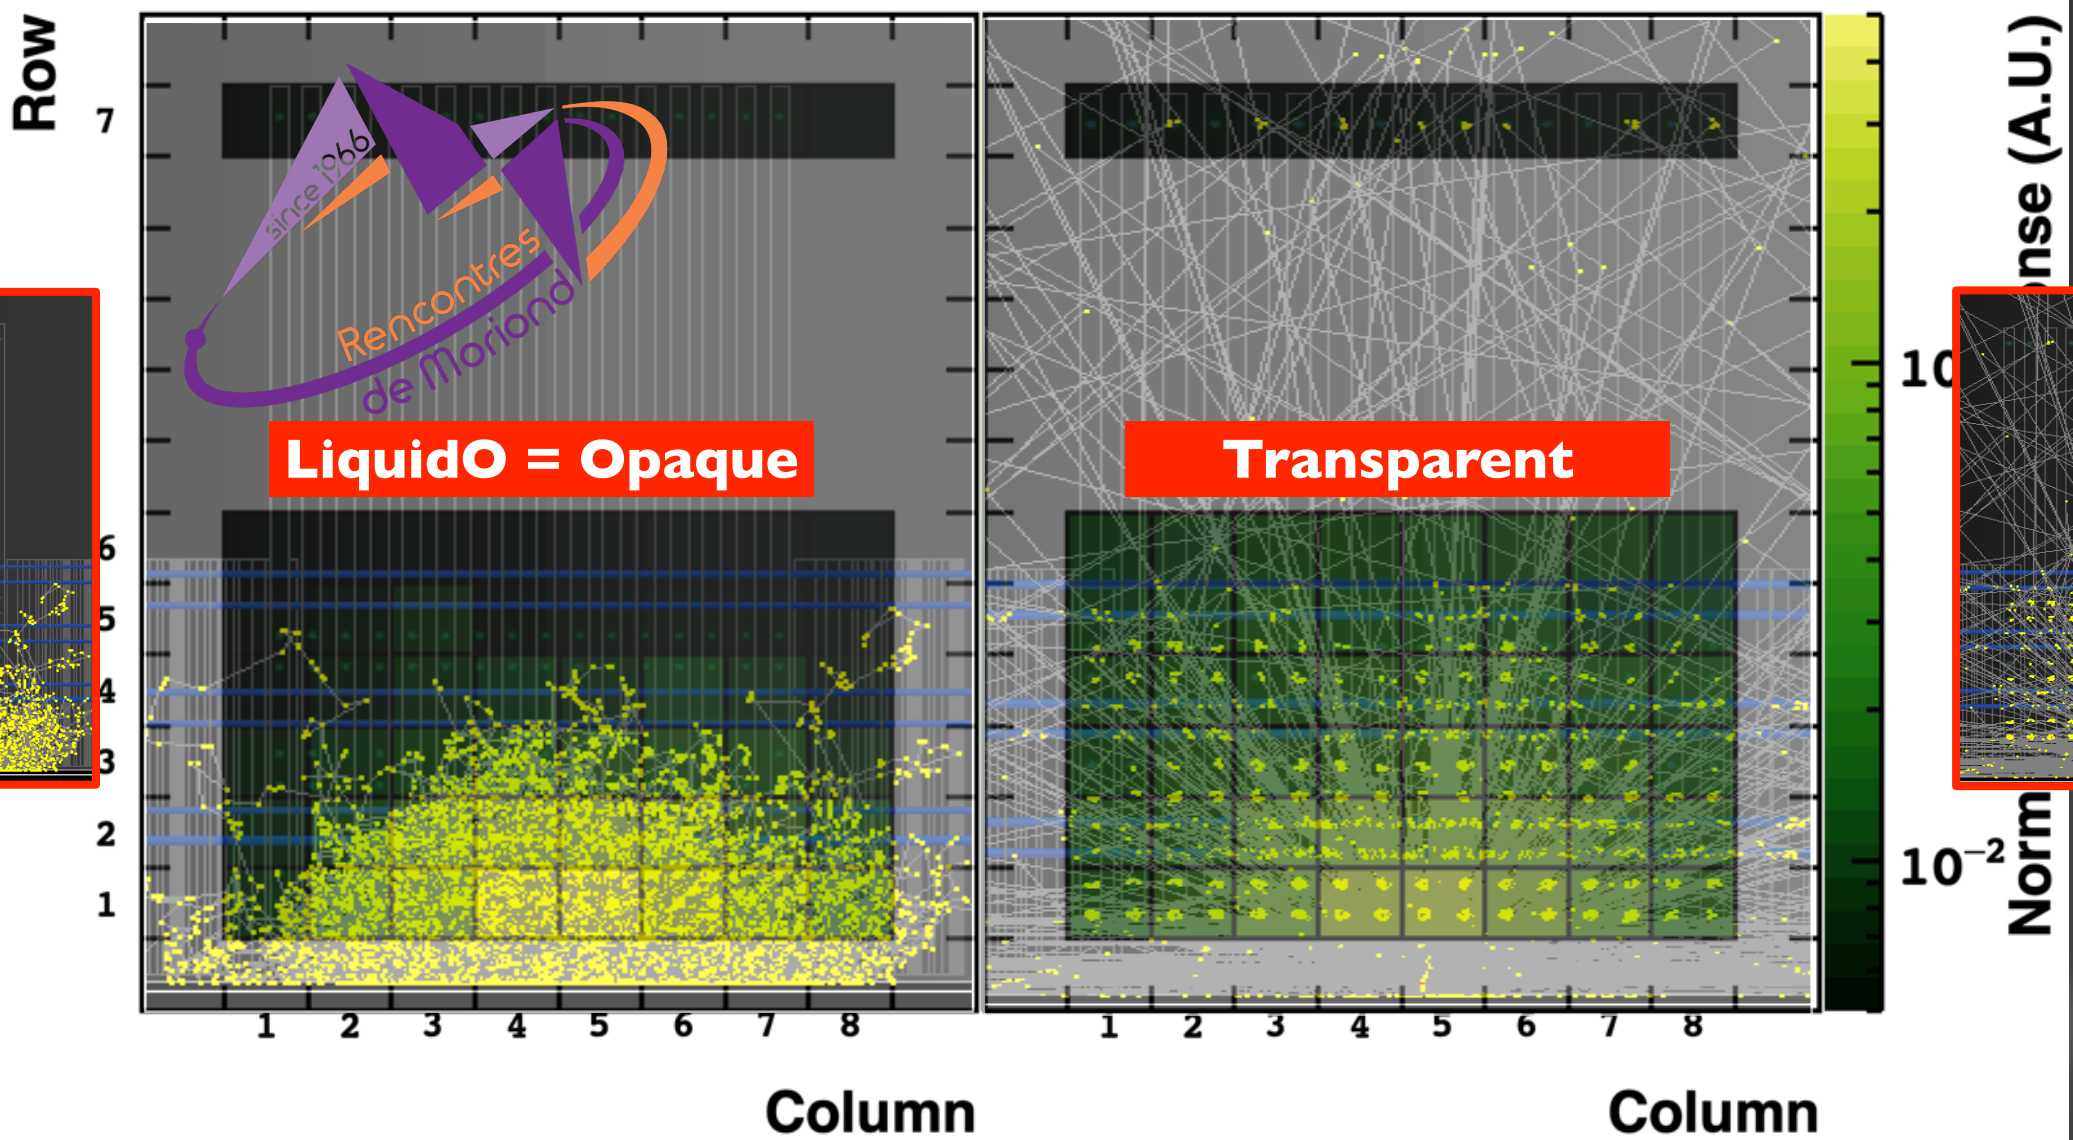 Row
7
6
5
4
3
2
1
since 1966
Rencontres
de Moriond
LiquidO = Opaque
1 2 3 4 5 6 7 8
Column
Transparent
1 2 3 4 5 6 7 8
Column
10
10⁻²
Norm
onse (A.U.)